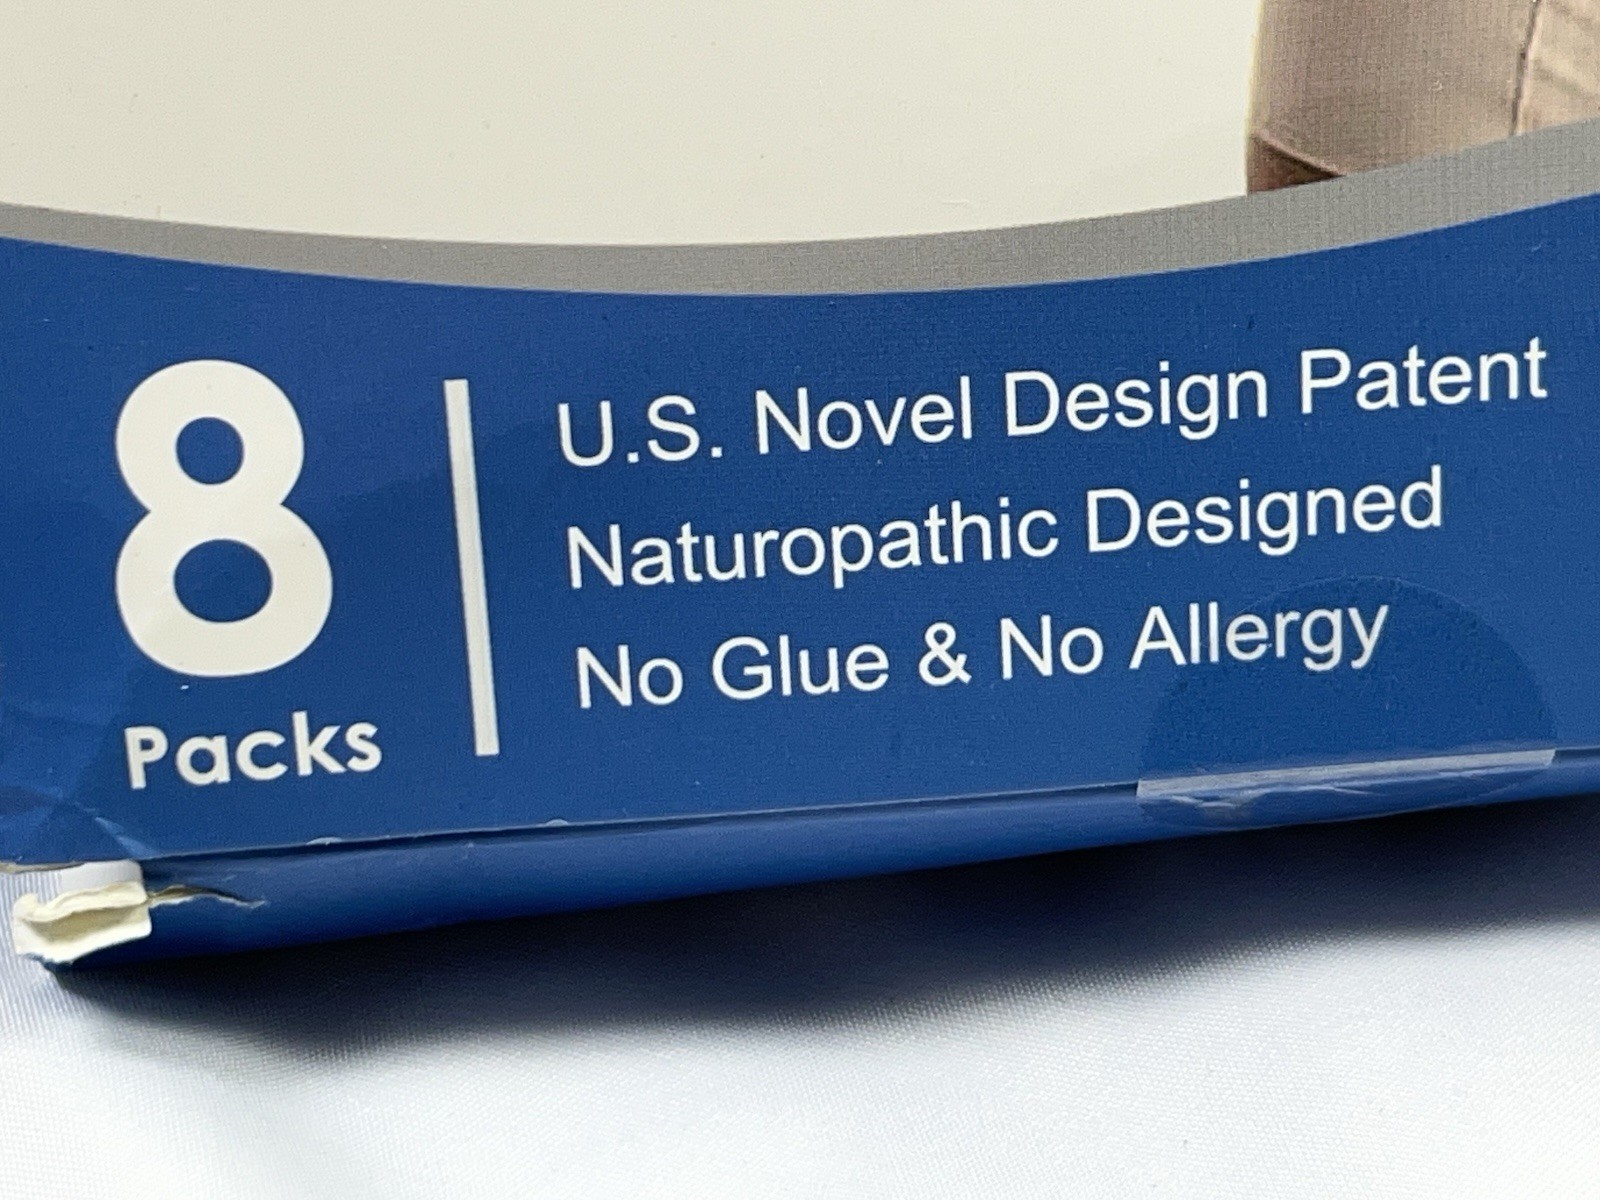 8
Packs
U.S. Novel Design Patent
Naturopathic Designed
No Glue & No Allergy